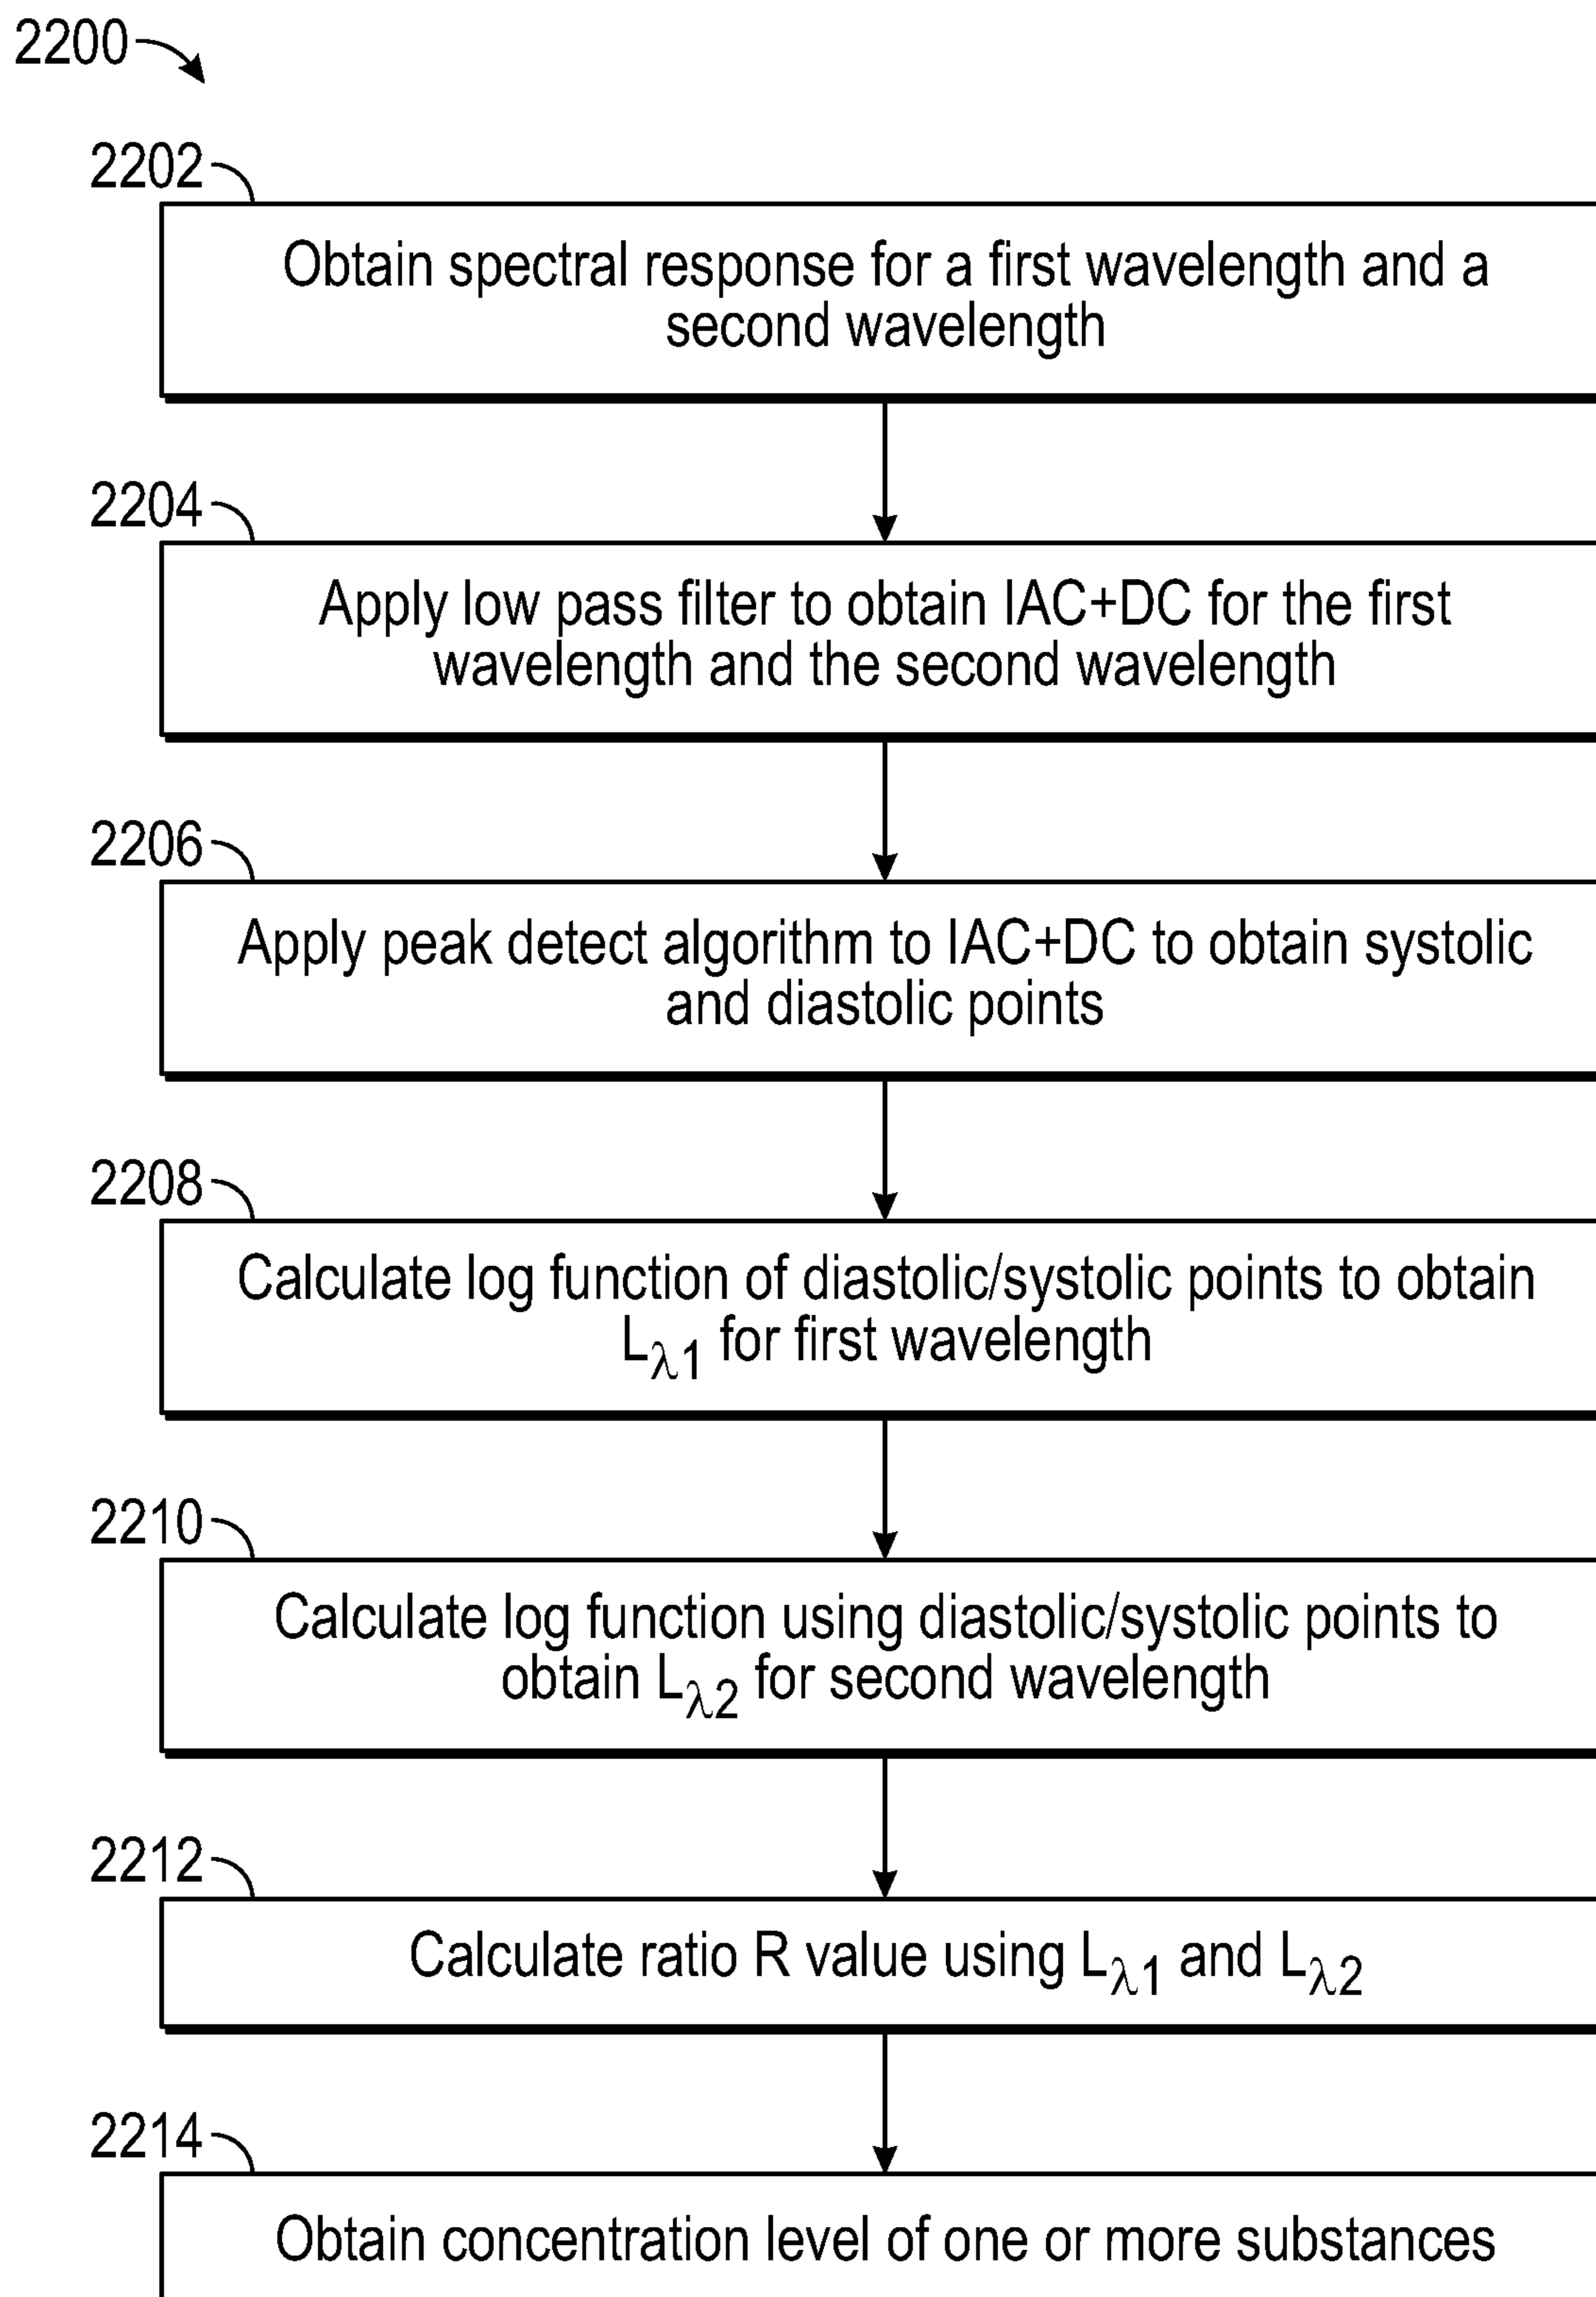 2200
2202
Obtain spectral response for a first wavelength and a
second wavelength
2204
Apply low pass filter to obtain IAC+DC for the first
wavelength and the second wavelength
2206
Apply peak detect algorithm to IAC+DC to obtain systolic
and diastolic points
2208
Calculate log function of diastolic/systolic points to obtain
Lλ1 for first wavelength
2210
Calculate log function using diastolic/systolic points to
obtain Lλ2 for second wavelength
2212
Calculate ratio R value using Lλ1 and Lλ2
2214
Obtain concentration level of one or more substances